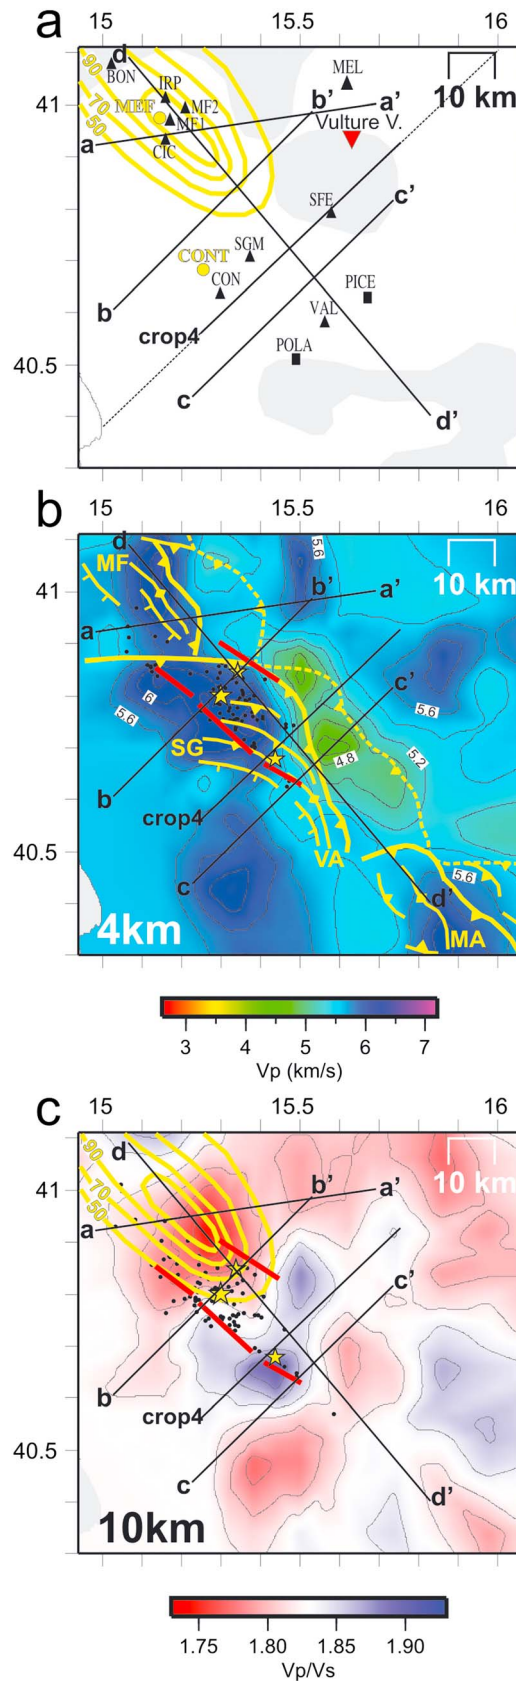 a
15
15.5
16
d
BON
90
IRP
MEL
10 km
41
70
MEF
MF2
b'
a'
50
MF1
Vulture V.
a
CIC
SFE
c'
SGM
CONT
CON
PICE
b
VAL
crop4
POLA
40.5
c
d'
b
15
15.5
16
d
5.6
MF
10 km
41
b'
a'
a
c'
6
5.6
5.6
SG
4.8
5.2
b
crop4
40.5
VA
c
5.6
d'
4km
MA
3
4
5
6
7
Vp (km/s)
c
15
15.5
16
90
d
10 km
70
41
b'
a'
50
a
c'
b
crop4
40.5
c
d'
10km
1.75
1.80
1.85
1.90
Vp/Vs